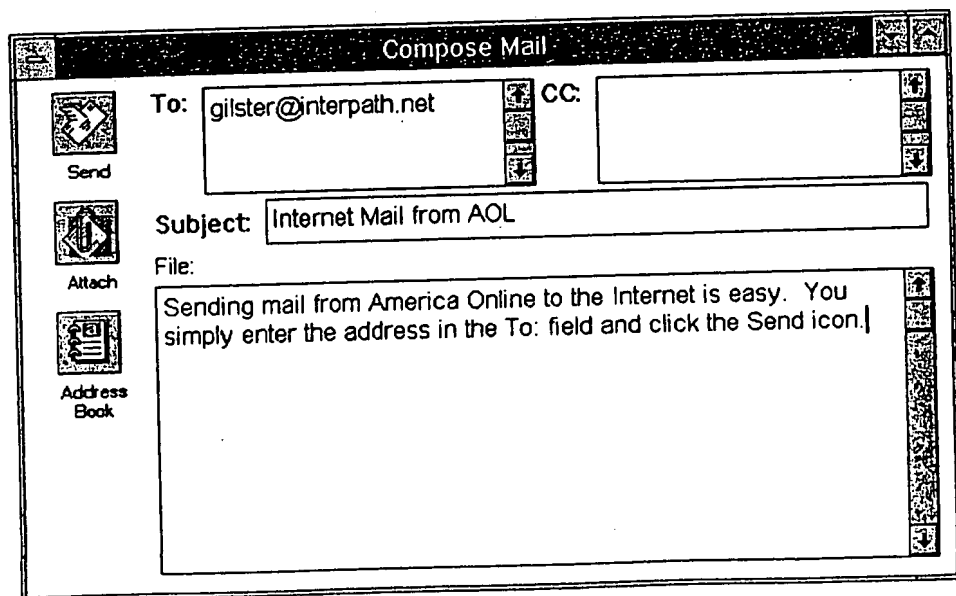 Compose Mail
To: gilster@interpath.net CC:
Send
Subject: Internet Mail from AOL
Attach
File:
Sending mail from America Online to the Internet is easy. You
simply enter the address in the To: field and click the Send icon.
Address
Book